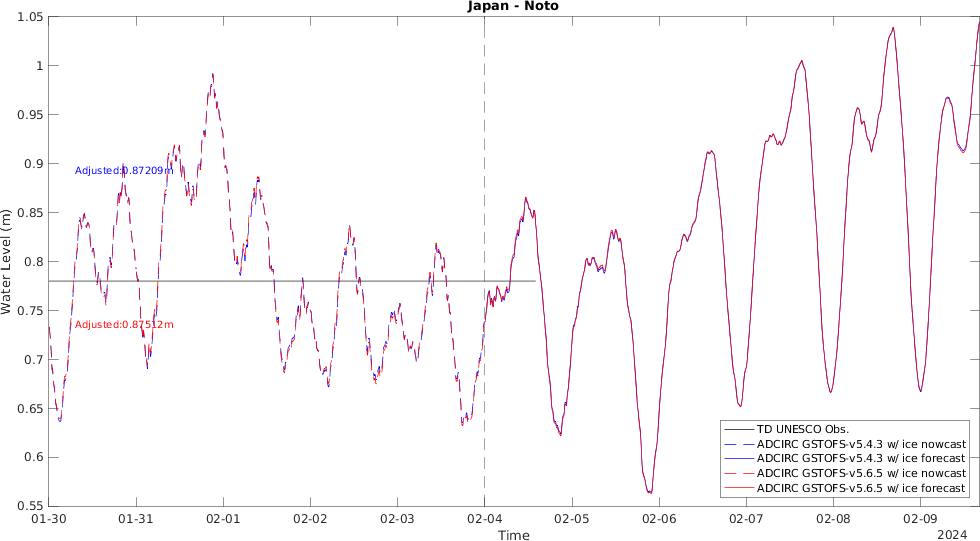 Japan - Noto
Water Level (m)
1.05
1
0.95
0.9
0.85
0.8
0.75
0.7
0.65
0.6
0.55
Adjusted:0.87209m
Adjusted:0.87512m
TD UNESCO Obs.
ADCIRC GSTOFS-v5.4.3 w/ ice nowcast
ADCIRC GSTOFS-v5.4.3 w/ ice forecast
ADCIRC GSTOFS-v5.6.5 w/ ice nowcast
ADCIRC GSTOFS-v5.6.5 w/ ice forecast
01-30 01-31 02-01 02-02 02-03 02-04 02-05 02-06 02-07 02-08 02-09
Time
2024